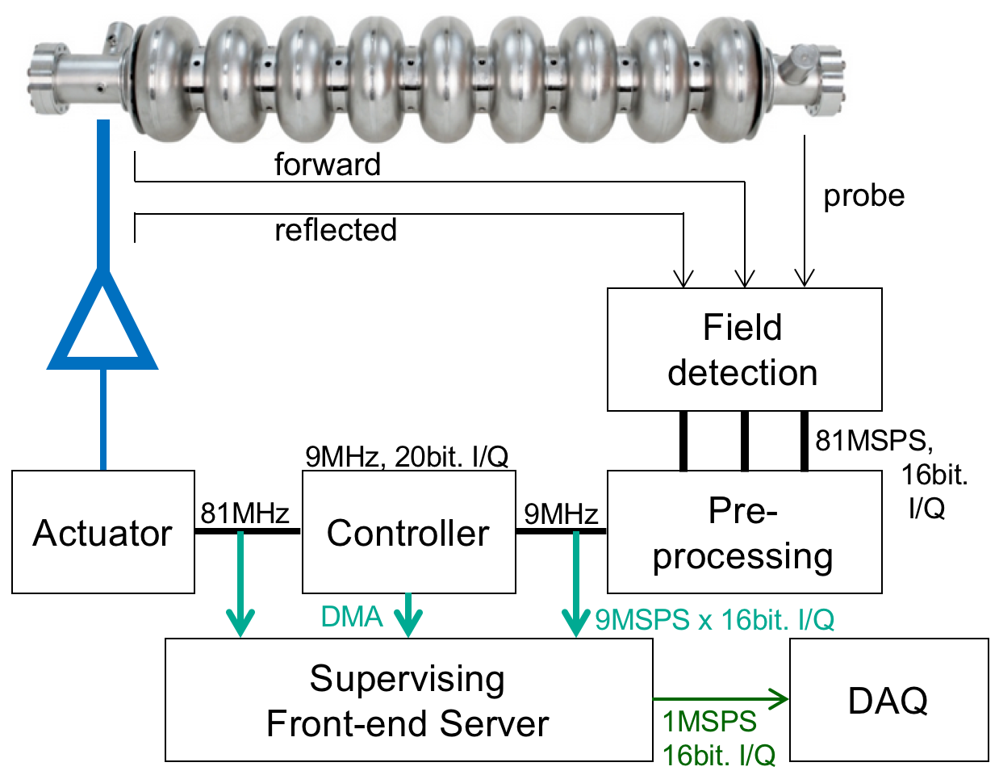 forward
reflected
probe
Field
detection
81MSPS,
16bit.
I/Q
9MHz, 20bit. I/Q
Actuator
81MHz
Controller
9MHz
Pre-
processing
DMA
9MSPS x 16bit. I/Q
Supervising
Front-end Server
1MSPS
16bit. I/Q
DAQ